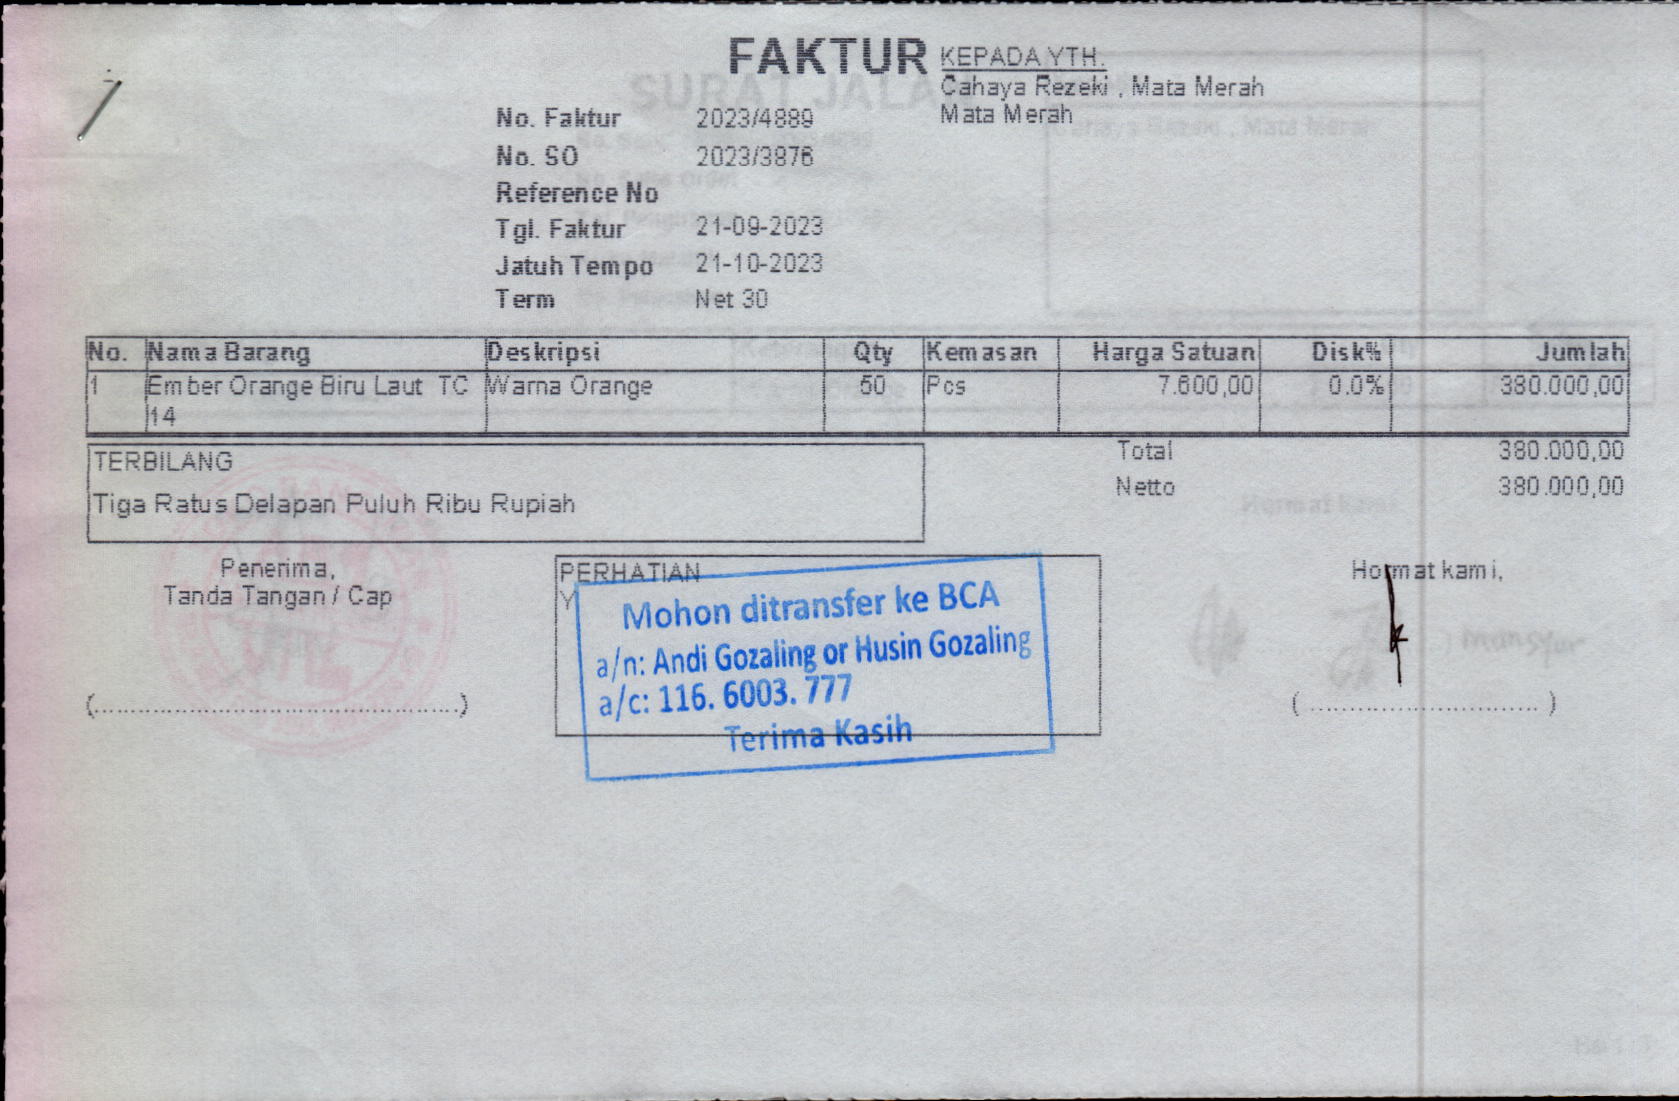 FAKTUR
KEPADA YTH.
Cahaya Rezeki , Mata Merah
Mata Merah
No. Faktur 2023/4889
No. SO 2023/3876
Reference No
Tgl. Faktur 21-09-2023
Jatuh Tempo 21-10-2023
Term Net 30
No. Nama Barang Deskripsi Qty Kemasan Harga Satuan Disk% Jumlah
1 Ember Orange Biru Laut TC Warna Orange 50 Pcs 7.600,00 0.0% 380.000,00
14
Total 380.000,00
Netto 380.000,00
TERBILANG
Tiga Ratus Delapan Puluh Ribu Rupiah
Penerima,
Tanda Tangan / Cap
(..................................................)
PERHATIAN
Mohon ditransfer ke BCA
a/n: Andi Gozaling or Husin Gozaling
a/c: 116. 6003. 777
Terima Kasih
Hormat kami,
mansyur
( ............................... )
SURAT JALA